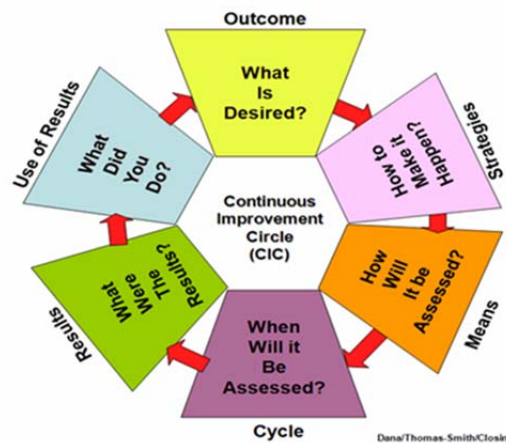 Outcome
What
Is
Desired?
Strategies
How to
Make it
Happen?
Means
How
Will
It be
Assessed?
Cycle
When
Will it
Be
Assessed?
Results
What
Were
The
Results?
Use of Results
What
Did
You
Do?
Continuous
Improvement
Circle
(CIC)
Dana/Thomas-Smith/Closin